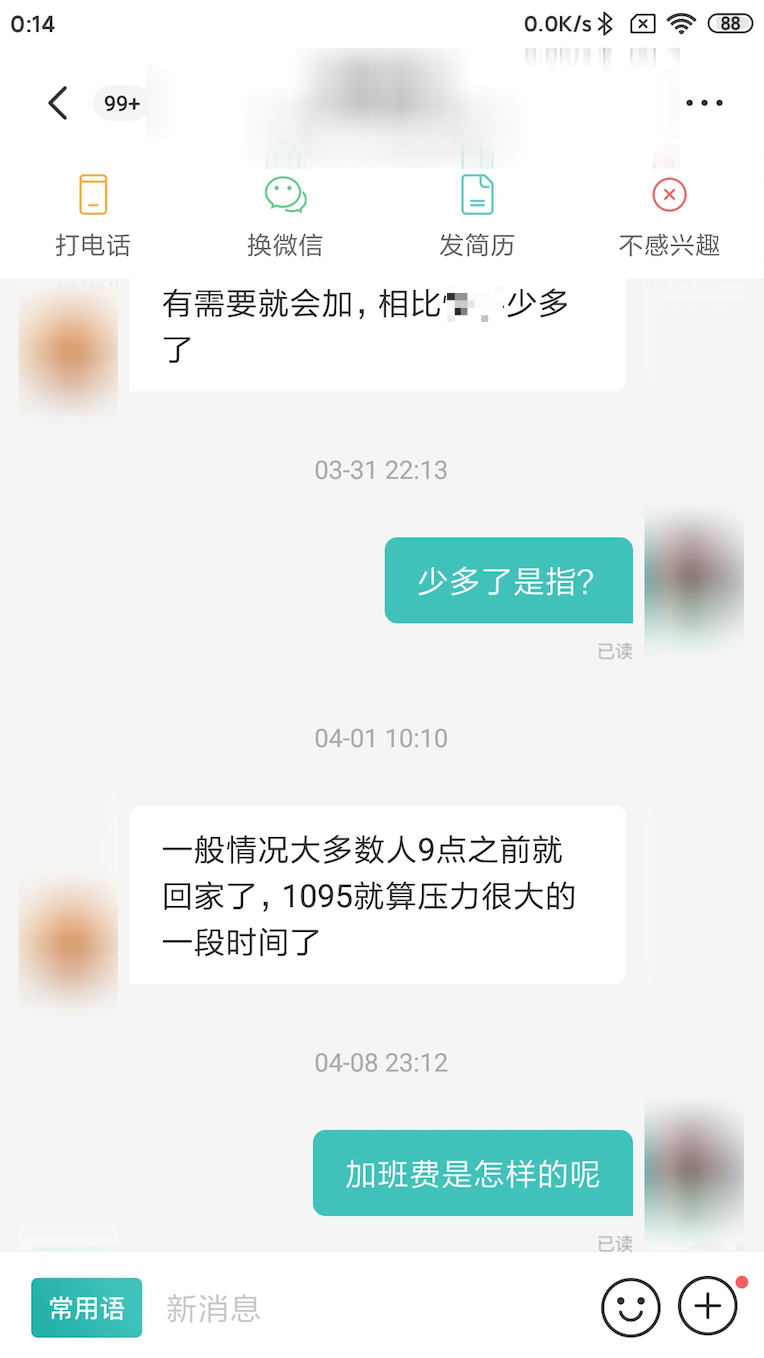 0:14 0.0K/s 88
99+
打电话 换微信 发简历 不感兴趣
有需要就会加，相比 少多
了
03-31 22:13
少多了是指？
已读
04-01 10:10
一般情况大多数人9点之前就
回家了，1095就算压力很大的
一段时间了
04-08 23:12
加班费是怎样的呢
已读
常用语 新消息